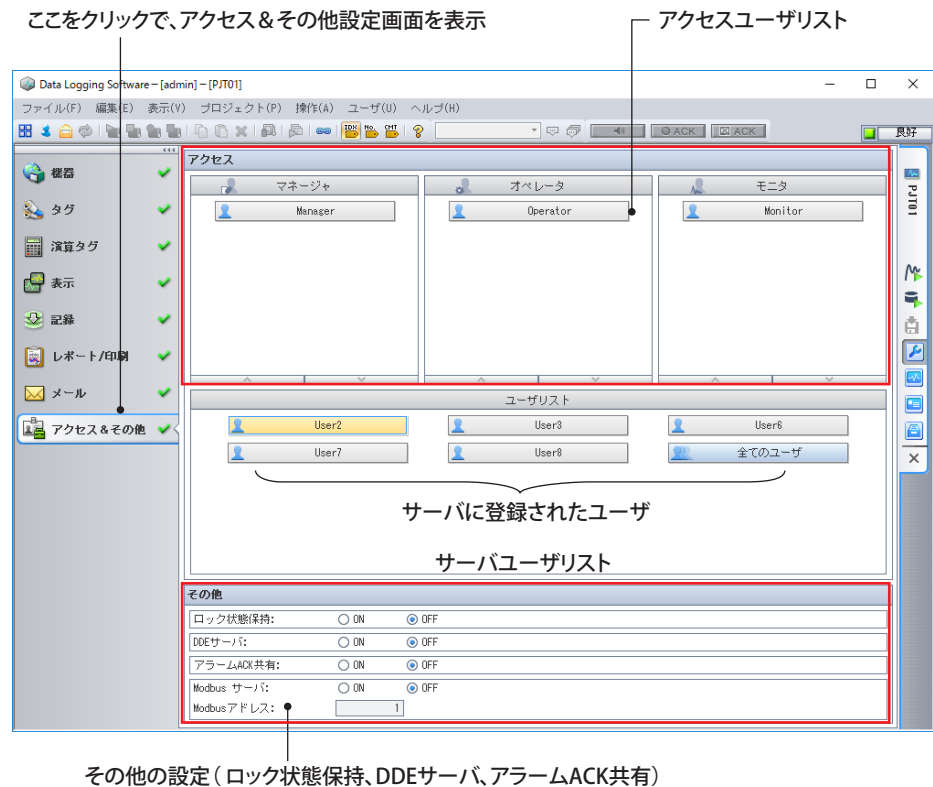 ここをクリックで、アクセス＆その他設定画面を表示
アクセスユーザリスト
Data Logging Software－[admin]－[PJT01]
ファイル(F) 編集(E) 表示(V) プロジェクト(P) 操作(A) ユーザ(U) ヘルプ(H)
IDX No. CMT ACK ACK 良好
機器
タグ
演算タグ
表示
記録
レポート/印刷
メール
アクセス＆その他
アクセス
マネージャ オペレータ モニタ
Manager Operator Monitor
ユーザリスト
User2 User3 User6
User7 User8 全てのユーザ
サーバに登録されたユーザ
サーバユーザリスト
その他
ロック状態保持: ON OFF
DDEサーバ: ON OFF
アラームACK共有: ON OFF
Modbus サーバ: ON OFF
Modbusアドレス: 1
PJT01
その他の設定（ロック状態保持、DDEサーバ、アラームACK共有）